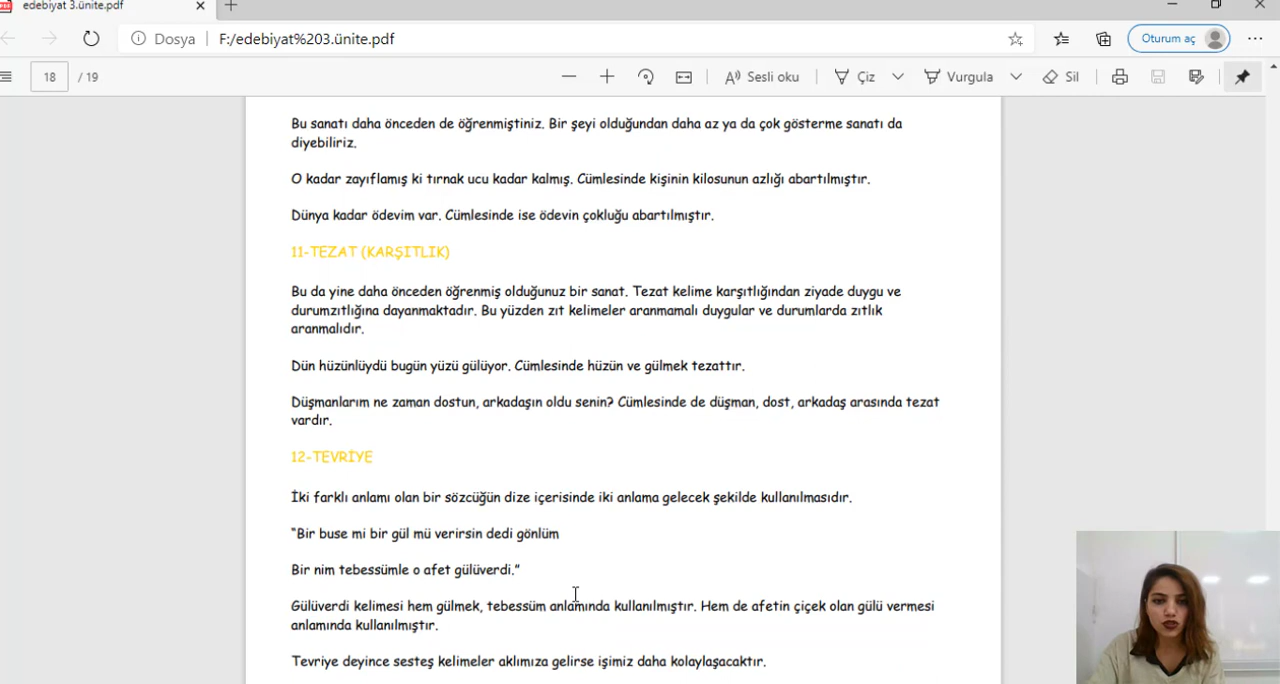 edebiyat 3.ünite.pdf
Dosya
F:/edebiyat%203.ünite.pdf
Oturum aç
18 / 19
Sesli oku
Çiz
Vurgula
Sil
Bu sanatı daha önceden de öğrenmiştiniz. Bir şeyi olduğundan daha az ya da çok gösterme sanatı da
diyebiliriz.
O kadar zayıflamış ki tırnak ucu kadar kalmış. Cümlesinde kişinin kilosunun azlığı abartılmıştır.
Dünya kadar ödevim var. Cümlesinde ise ödevin çokluğu abartılmıştır.
11-TEZAT (KARŞITLIK)
Bu da yine daha önceden öğrenmiş olduğunuz bir sanat. Tezat kelime karşıtlığından ziyade duygu ve
durumzıtlığına dayanmaktadır. Bu yüzden zıt kelimeler aranmamalı duygular ve durumlarda zıtlık
aranmalıdır.
Dün hüzünlüydü bugün yüzü gülüyor. Cümlesinde hüzün ve gülmek tezattır.
Düşmanlarım ne zaman dostun, arkadaşın oldu senin? Cümlesinde de düşman, dost, arkadaş arasında tezat
vardır.
12-TEVRİYE
İki farklı anlamı olan bir sözcüğün dize içerisinde iki anlama gelecek şekilde kullanılmasıdır.
"Bir buse mi bir gül mü verirsin dedi gönlüm
Bir nim tebessümle o afet gülüverdi."
Gülüverdi kelimesi hem gülmek, tebessüm anlamında kullanılmıştır. Hem de afetin çiçek olan gülü vermesi
anlamında kullanılmıştır.
Tevriye deyince sesteş kelimeler aklımıza gelirse işimiz daha kolaylaşacaktır.